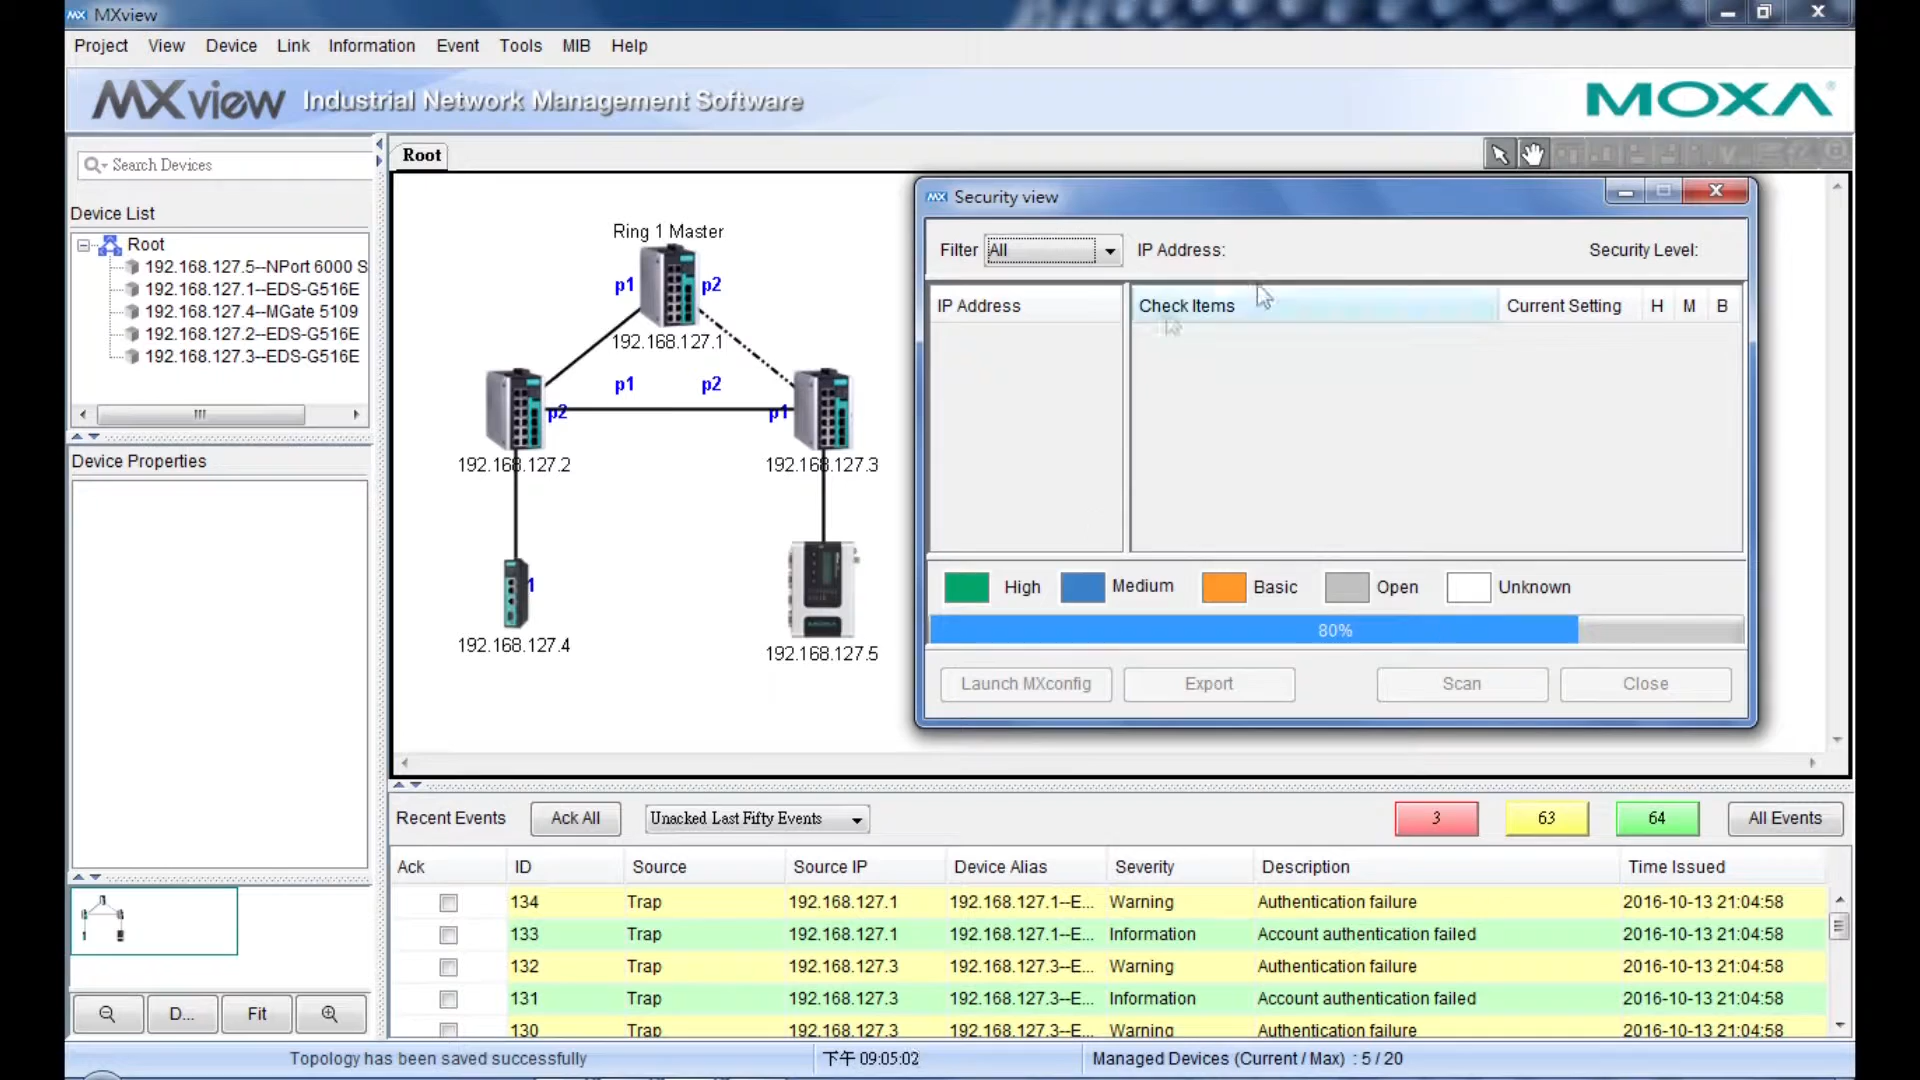 MXview
Project View Device Link Information Event Tools MIB Help
MXview Industrial Network Management Software MOXA
Search Devices
Root
Device List
Root
192.168.127.5--NPort 6000 S
192.168.127.1--EDS-G516E
192.168.127.4--MGate 5109
192.168.127.2--EDS-G516E
192.168.127.3--EDS-G516E
Device Properties
Ring 1 Master
p1 p2
192.168.127.1
p1 p2
p2 p1
192.168.127.2 192.168.127.3
1
192.168.127.4 192.168.127.5
MOXA
Security view
Filter All IP Address: Security Level:
IP Address Check Items Current Setting H M B
High Medium Basic Open Unknown
80%
Launch MXconfig Export Scan Close
Recent Events Ack All Unacked Last Fifty Events 3 63 64 All Events
Ack ID Source Source IP Device Alias Severity Description Time Issued
134 Trap 192.168.127.1 192.168.127.1--E... Warning Authentication failure 2016-10-13 21:04:58
133 Trap 192.168.127.1 192.168.127.1--E... Information Account authentication failed 2016-10-13 21:04:58
132 Trap 192.168.127.3 192.168.127.3--E... Warning Authentication failure 2016-10-13 21:04:58
131 Trap 192.168.127.3 192.168.127.3--E... Information Account authentication failed 2016-10-13 21:04:58
130 Trap 192.168.127.3 192.168.127.3--E... Warning Authentication failure 2016-10-13 21:04:58
D... Fit
Topology has been saved successfully 下午 09:05:02 Managed Devices (Current / Max) : 5 / 20